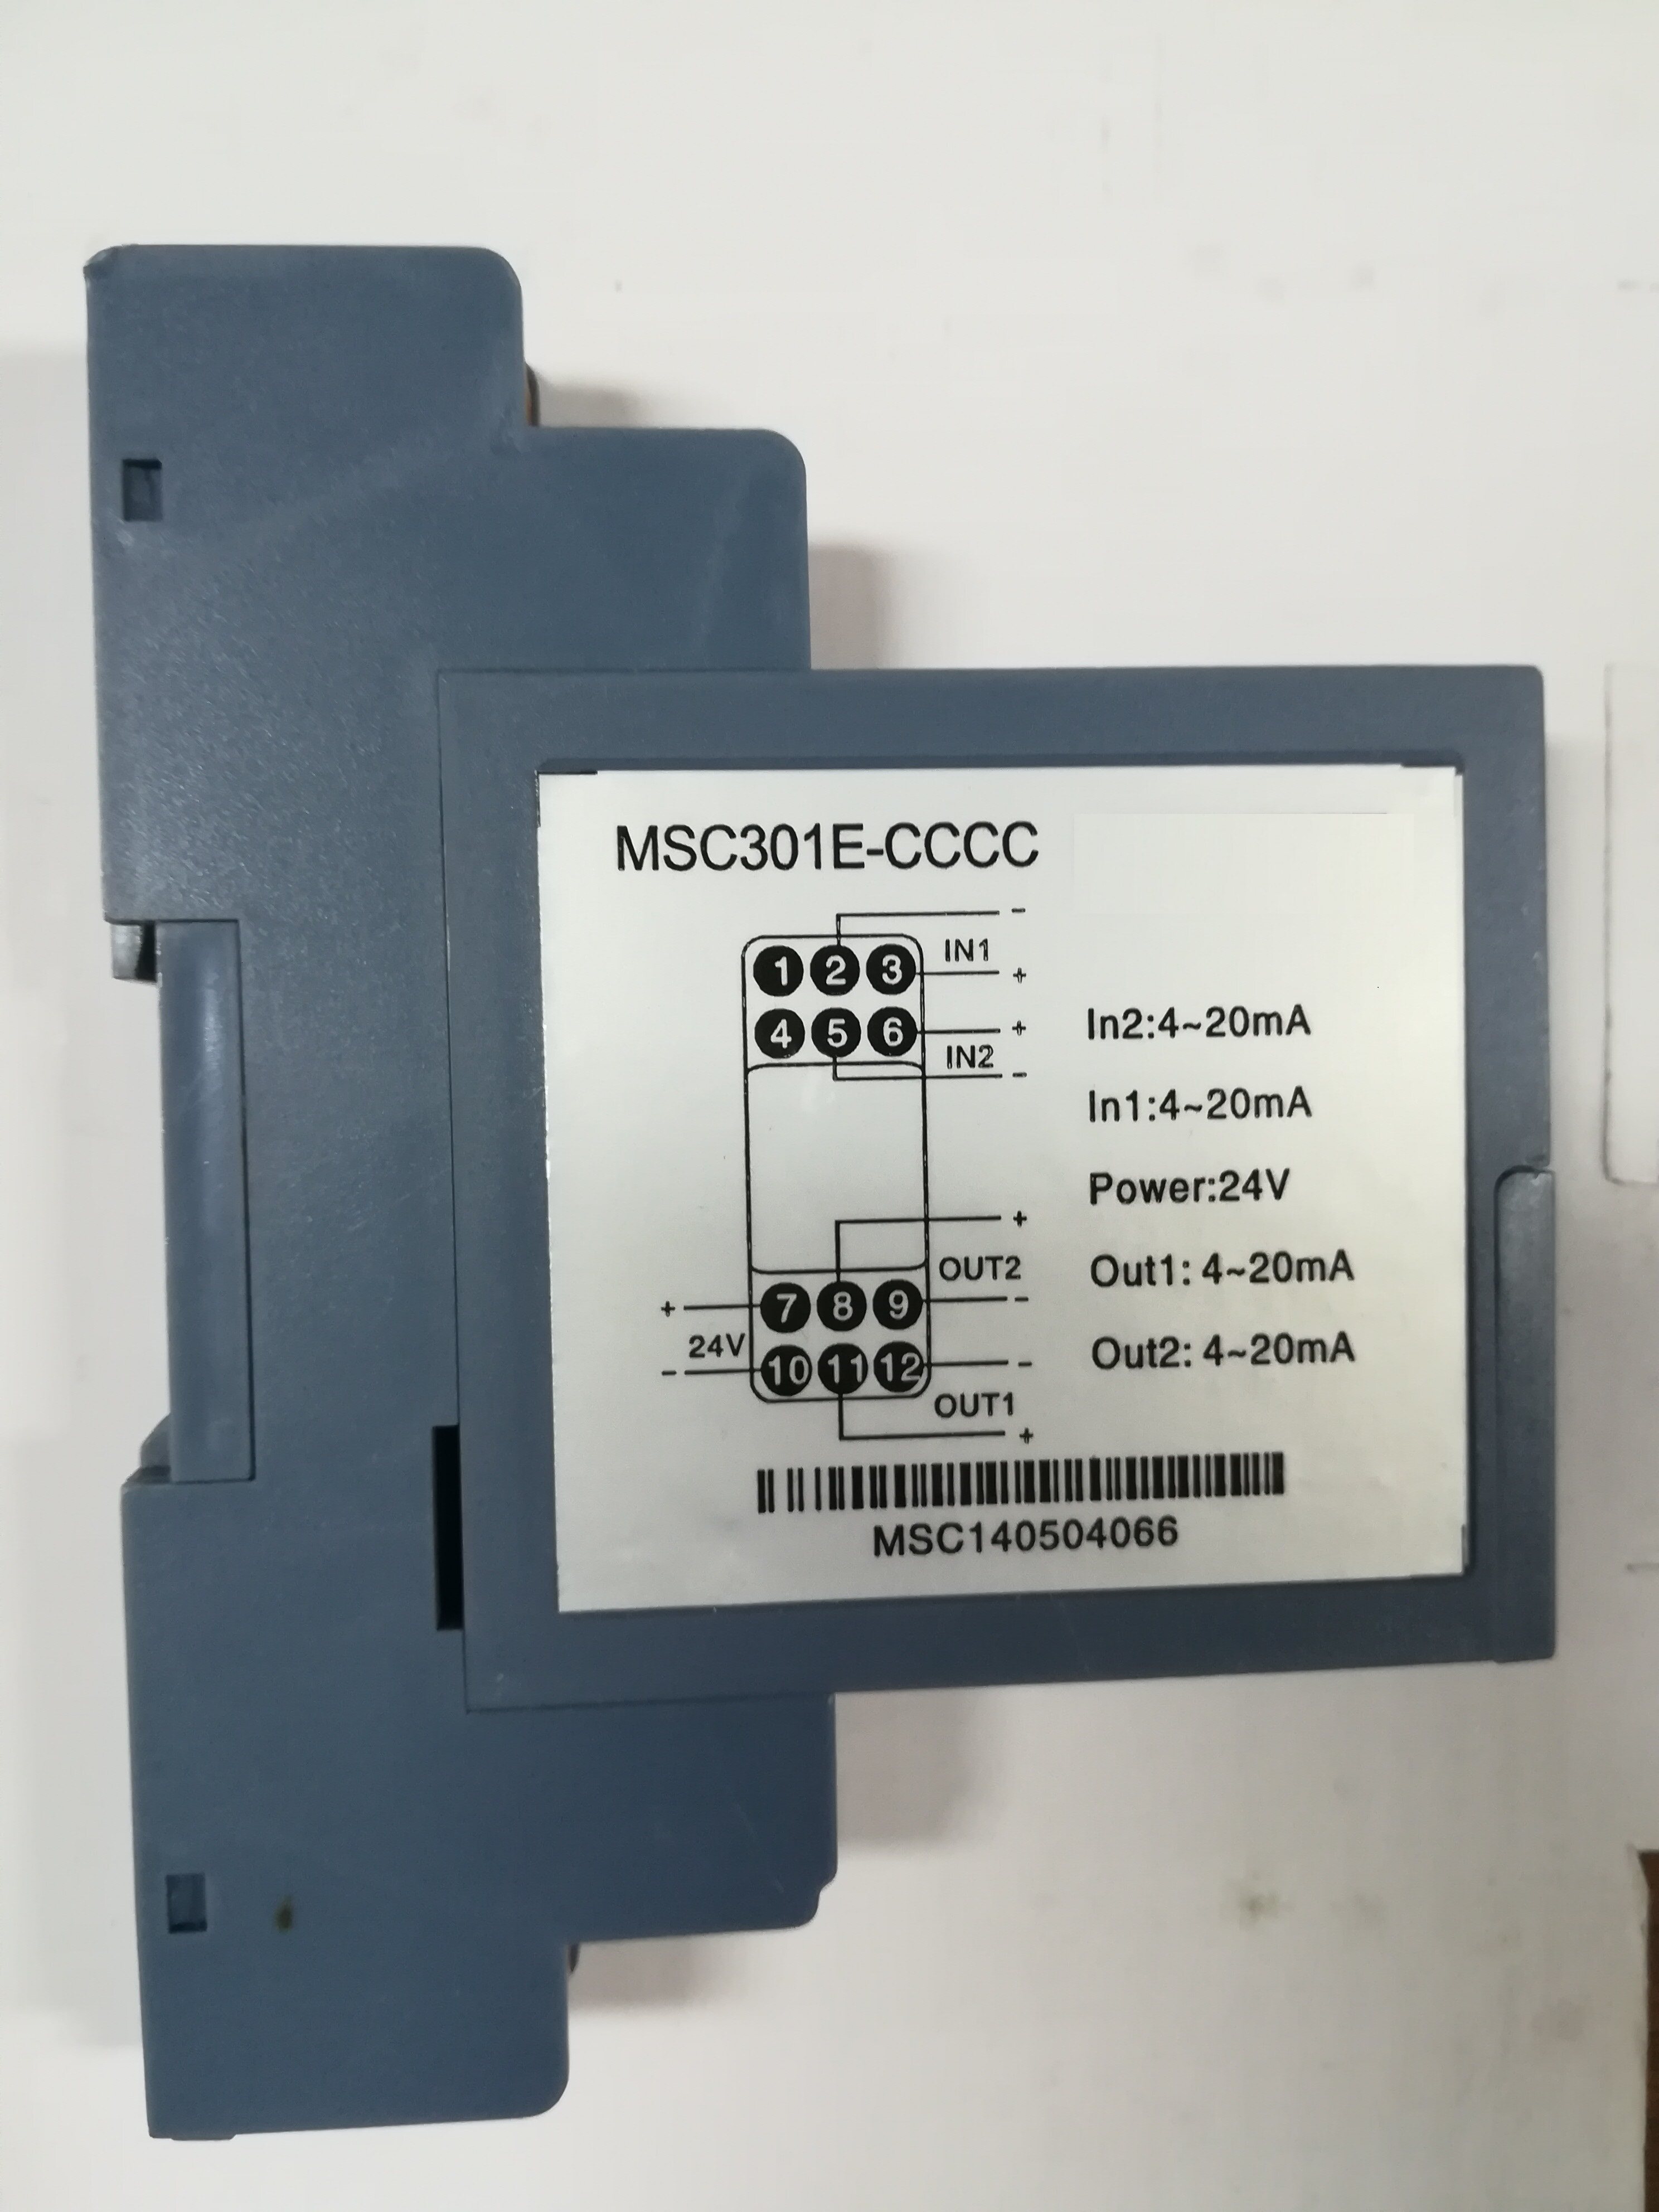 MSC301E-CCCC
-
IN1
1 2 3
+
4 5 6
+
IN2
-
In2:4~20mA
In1:4~20mA
Power:24V
Out1: 4~20mA
Out2: 4~20mA
+
OUT2
+ 7 8 9 -
24V
- 10 11 12 -
OUT1
+
MSC140504066